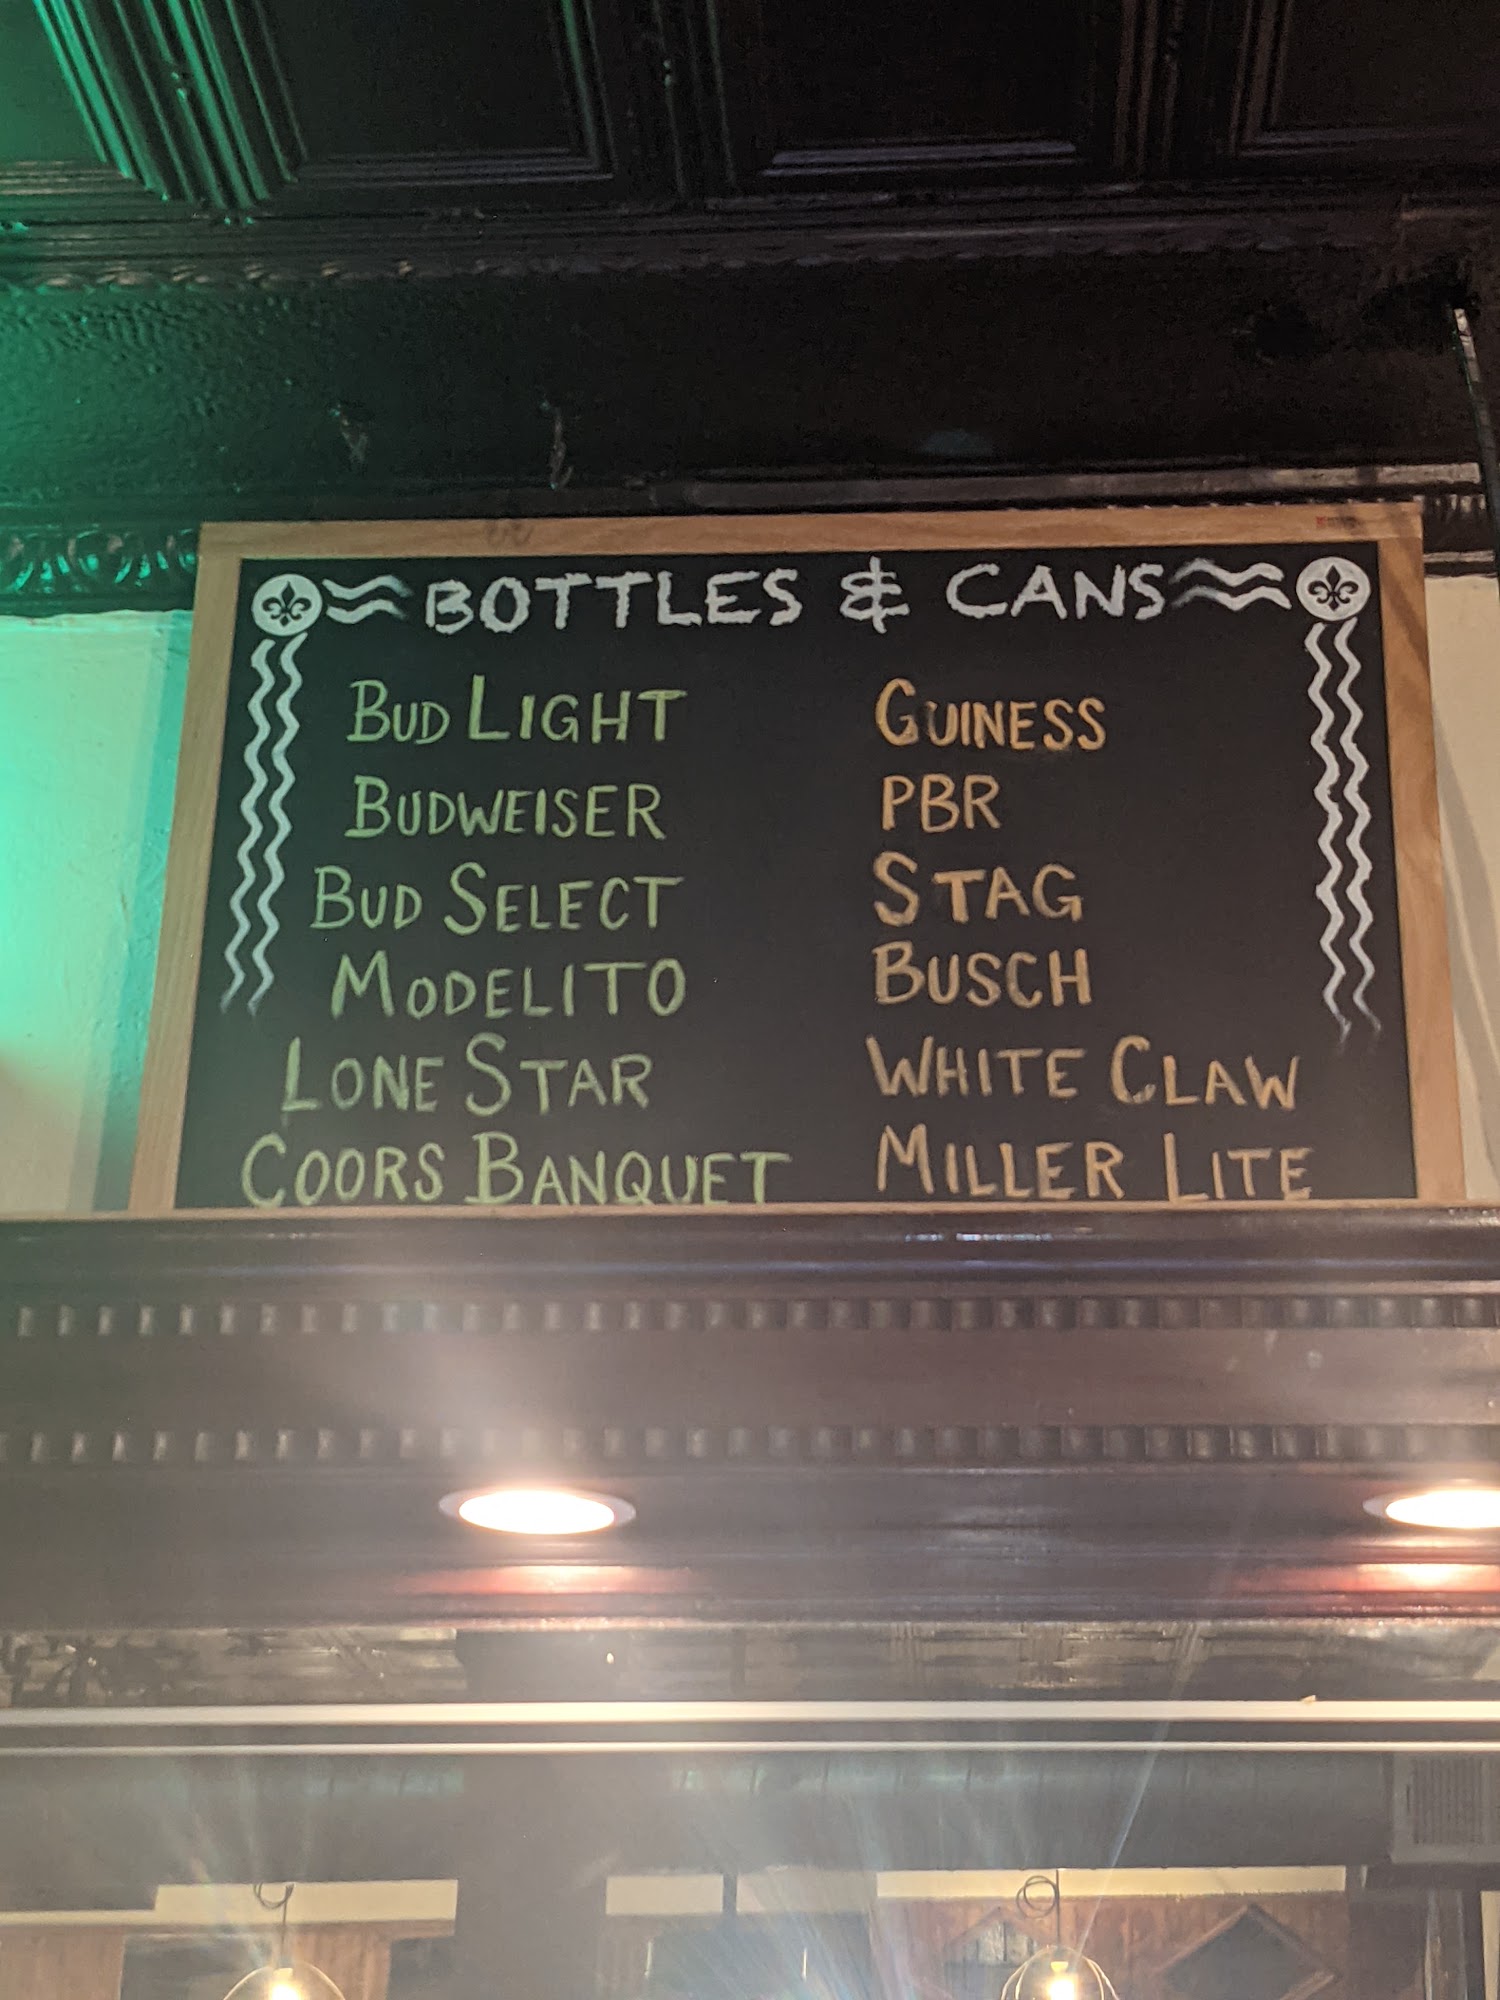 BOTTLES & CANS
BUD LIGHT
BUDWEISER
BUD SELECT
MODELITO
LONE STAR
COORS BANQUET
GUINESS
PBR
STAG
BUSCH
WHITE CLAW
MILLER LITE